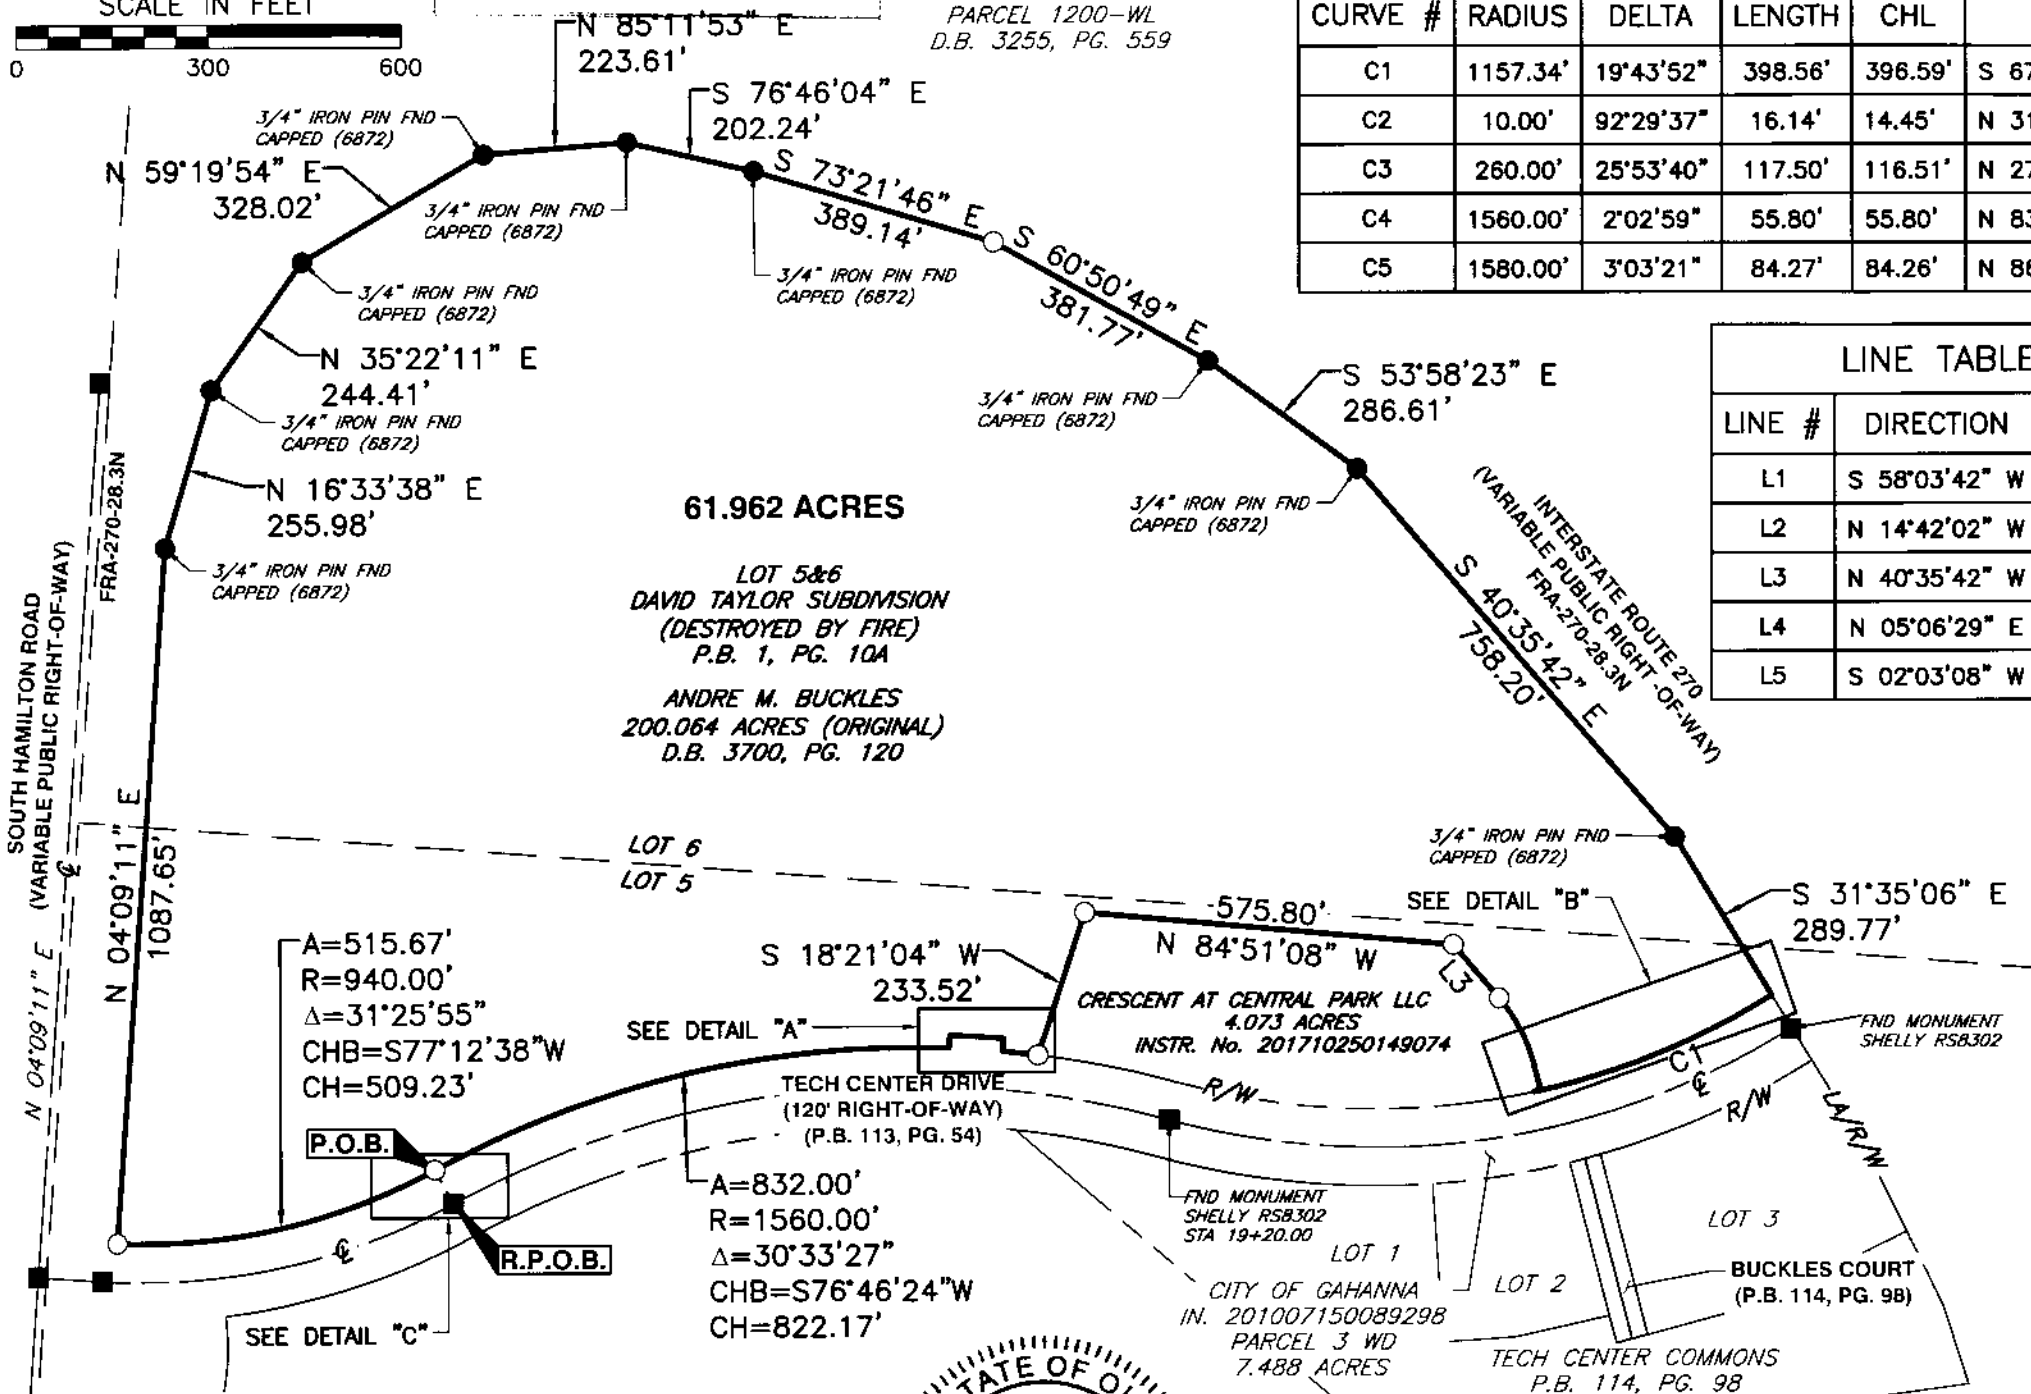 SCALE IN FEET
0 300 600
PARCEL 1200-WL
D.B. 3255, PG. 559
CURVE # RADIUS DELTA LENGTH CHL
C1 1157.34' 19°43'52" 398.56' 396.59' S 67
C2 10.00' 92°29'37" 16.14' 14.45' N 31
C3 260.00' 25°53'40" 117.50' 116.51' N 27
C4 1560.00' 2°02'59" 55.80' 55.80' N 83
C5 1580.00' 3°03'21" 84.27' 84.26' N 86
LINE TABLE
LINE # DIRECTION
L1 S 58°03'42" W
L2 N 14°42'02" W
L3 N 40°35'42" W
L4 N 05°06'29" E
L5 S 02°03'08" W
N 85°11'53" E
223.61'
S 76°46'04" E
202.24'
3/4" IRON PIN FND
CAPPED (6872)
N 59°19'54" E
328.02'
3/4" IRON PIN FND
CAPPED (6872)
S 73°21'46" E
389.14'
3/4" IRON PIN FND
CAPPED (6872)
S 60°50'49" E
381.77'
3/4" IRON PIN FND
CAPPED (6872)
N 35°22'11" E
244.41'
3/4" IRON PIN FND
CAPPED (6872)
3/4" IRON PIN FND
CAPPED (6872)
S 53°58'23" E
286.61'
N 16°33'38" E
255.98'
3/4" IRON PIN FND
CAPPED (6872)
3/4" IRON PIN FND
CAPPED (6872)
61.962 ACRES
LOT 5&6
DAVID TAYLOR SUBDIVISION
(DESTROYED BY FIRE)
P.B. 1, PG. 10A
ANDRE M. BUCKLES
200.064 ACRES (ORIGINAL)
D.B. 3700, PG. 120
INTERSTATE ROUTE 270
(VARIABLE PUBLIC RIGHT-OF-WAY)
FRA-270-28.3N
S 40°35'42" E
758.20'
FRA-270-28.3N
SOUTH HAMILTON ROAD
(VARIABLE PUBLIC RIGHT-OF-WAY)
N 04°09'11" E
℄
N 04°09'11" E
1087.65'
LOT 6
LOT 5
3/4" IRON PIN FND
CAPPED (6872)
SEE DETAIL "B"
S 31°35'06" E
289.77'
575.80'
N 84°51'08" W
L3
S 18°21'04" W
233.52'
CRESCENT AT CENTRAL PARK LLC
4.073 ACRES
INSTR. No. 201710250149074
A=515.67'
R=940.00'
Δ=31°25'55"
CHB=S77°12'38"W
CH=509.23'
SEE DETAIL "A"
FND MONUMENT
SHELLY RS8302
C1
℄
R/W
R/W
LA/R/W
TECH CENTER DRIVE
(120' RIGHT-OF-WAY)
(P.B. 113, PG. 54)
P.O.B.
℄
R.P.O.B.
A=832.00'
R=1560.00'
Δ=30°33'27"
CHB=S76°46'24"W
CH=822.17'
SEE DETAIL "C"
FND MONUMENT
SHELLY RS8302
STA 19+20.00
LOT 1
CITY OF GAHANNA
IN. 201007150089298
PARCEL 3 WD
7.488 ACRES
LOT 2
LOT 3
BUCKLES COURT
(P.B. 114, PG. 98)
TECH CENTER COMMONS
P.B. 114, PG. 98
STATE OF O